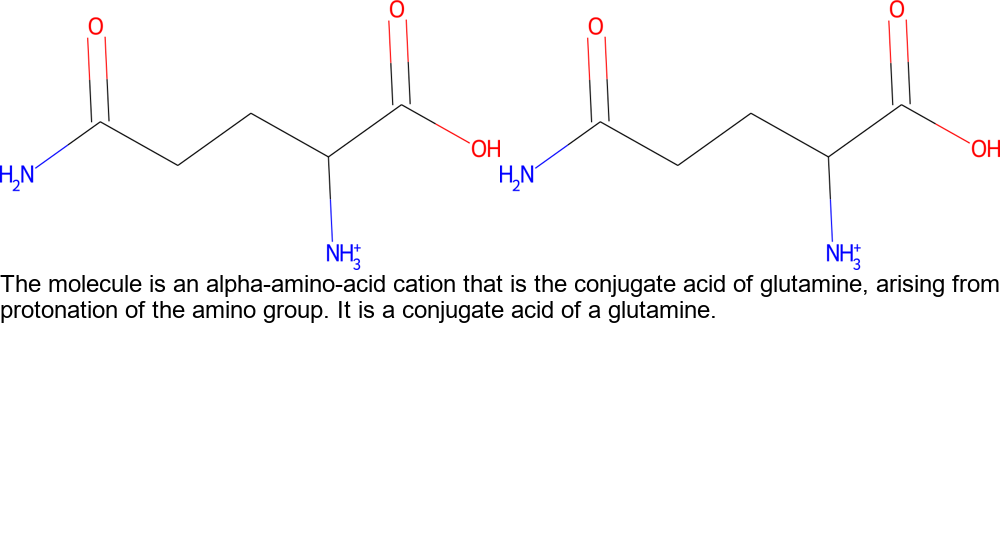 O O O O
H2N OH H2N OH
NH3+ NH3+
The molecule is an alpha-amino-acid cation that is the conjugate acid of glutamine, arising from
protonation of the amino group. It is a conjugate acid of a glutamine.